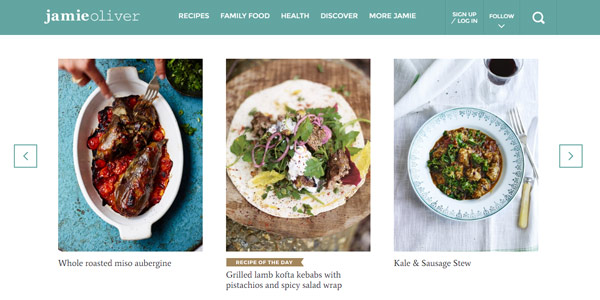 jamieoliver
RECIPES FAMILY FOOD HEALTH DISCOVER MORE JAMIE
SIGN UP
/ LOG IN
FOLLOW
Whole roasted miso aubergine
RECIPE OF THE DAY
Grilled lamb kofta kebabs with
pistachios and spicy salad wrap
Kale & Sausage Stew